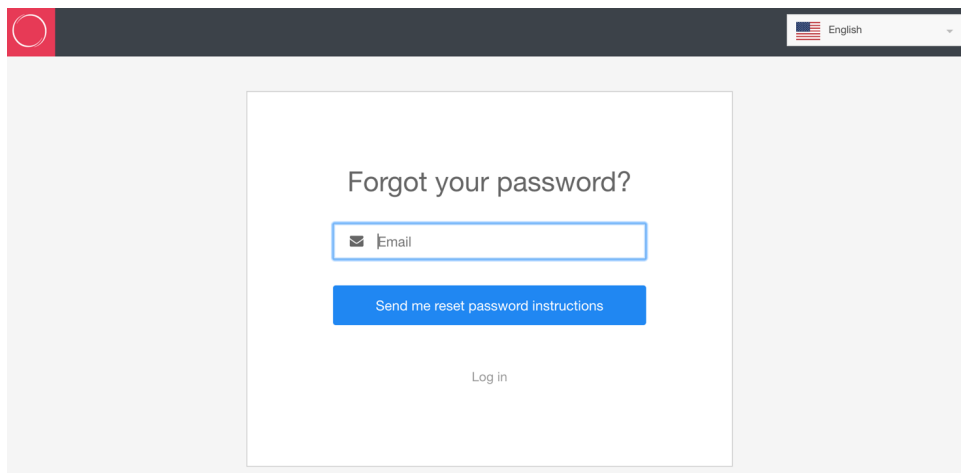 English
Forgot your password?
Email
Send me reset password instructions
Log in